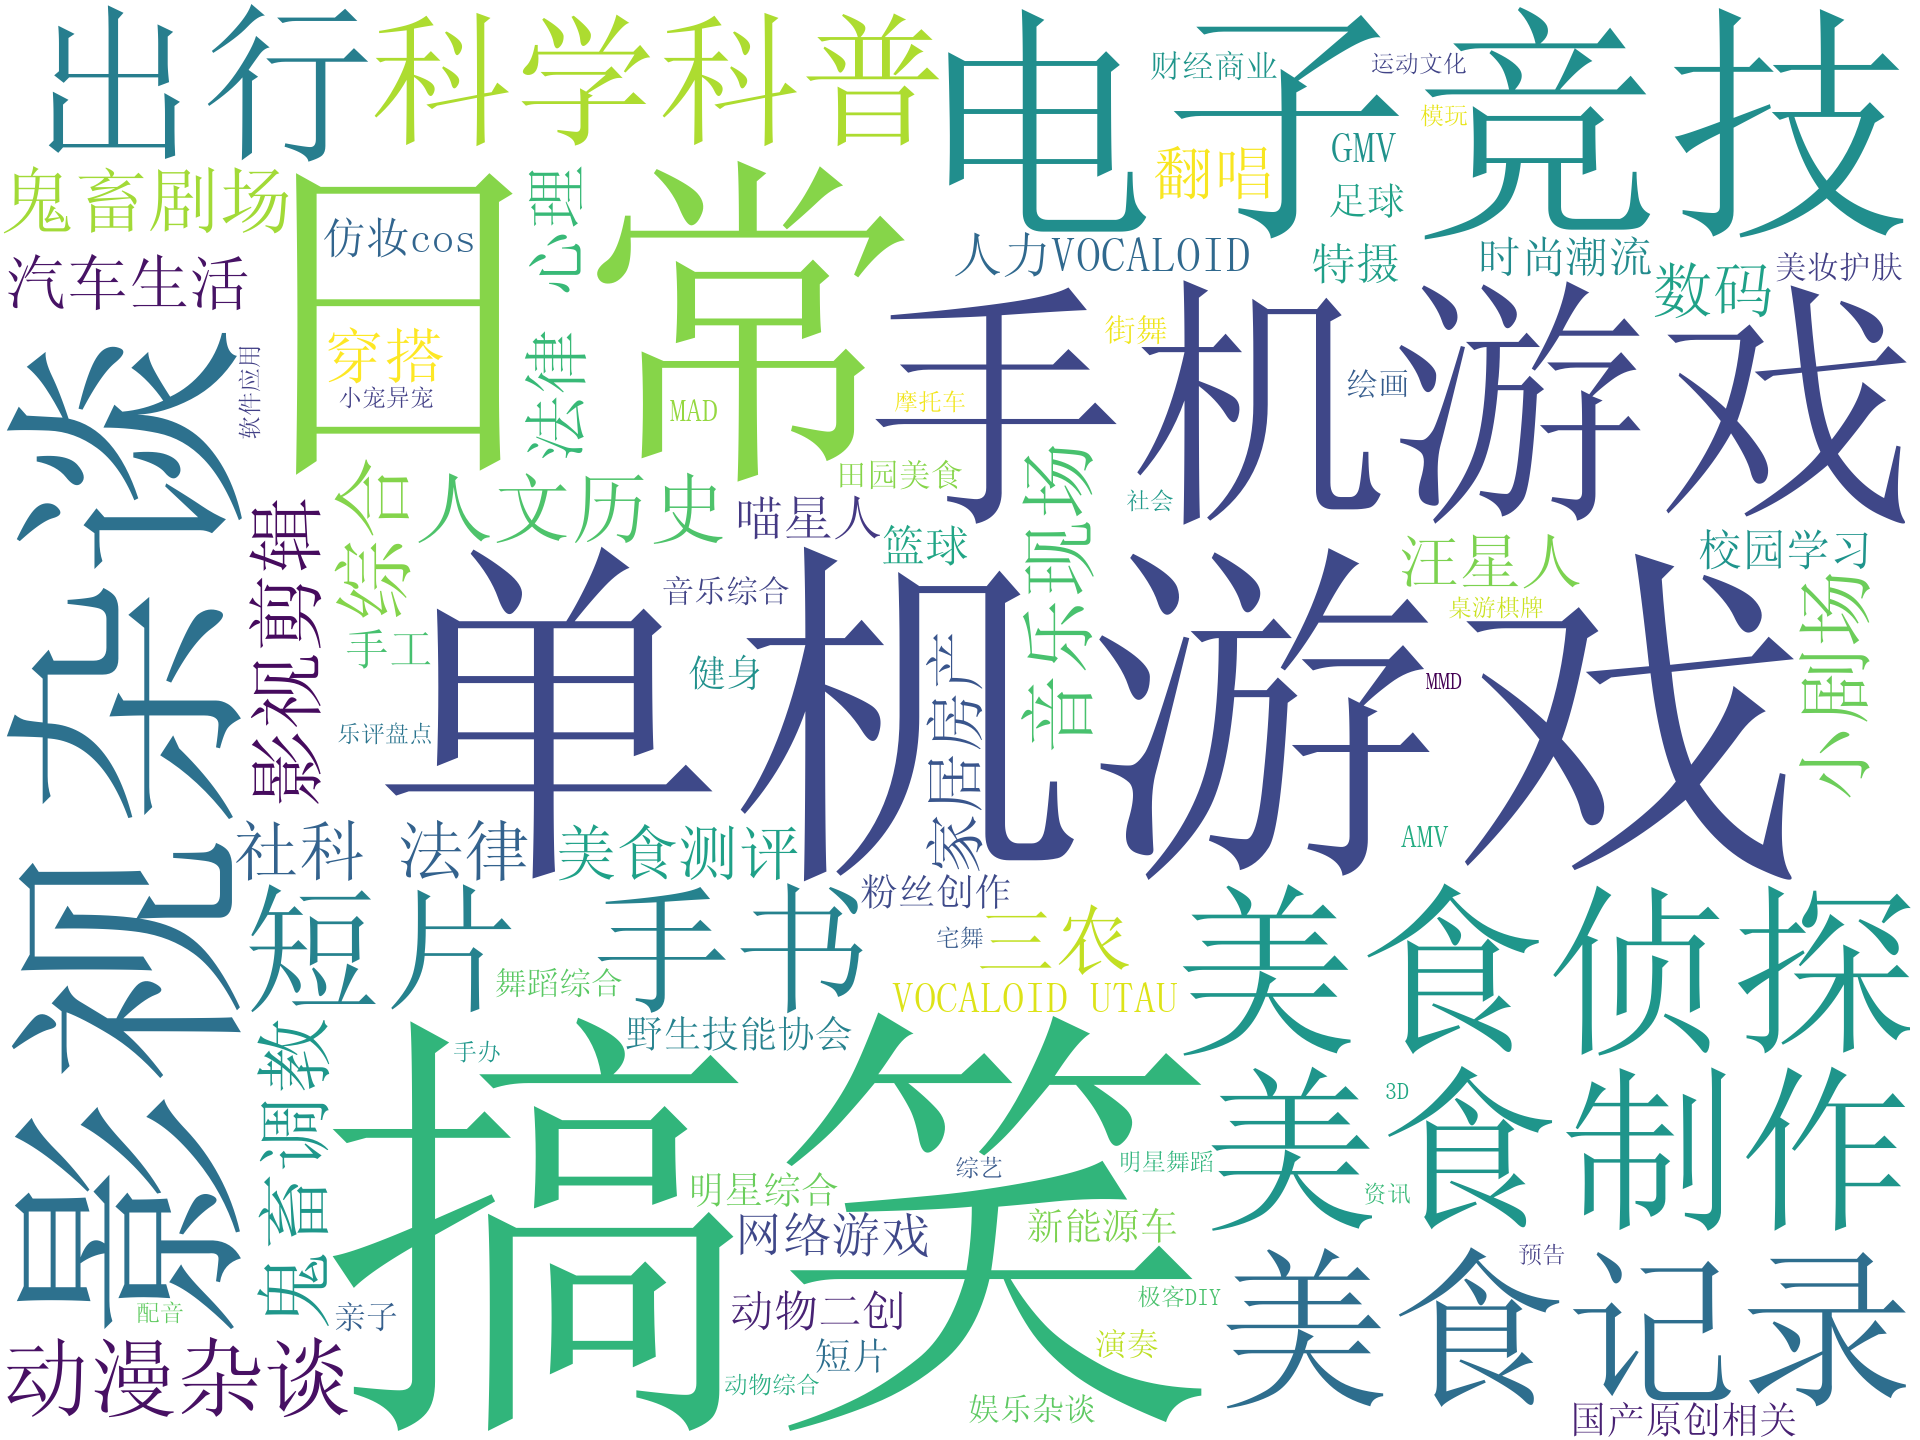 出行
科学科普
电子竞技
财经商业
运动文化
模玩
GMV
翻唱
足球
鬼畜剧场
日常
仿妆cos
心理
人力VOCALOID
特摄
时尚潮流
数码
美妆护肤
汽车生活
手机游戏
穿搭
小宠异宠
法律
MAD
摩托车
街舞
绘画
软件应用
影视杂谈
影视剪辑
综合
人文历史
喵星人
田园美食
篮球
音乐现场
社会
汪星人
校园学习
单机游戏
音乐综合
桌游棋牌
小剧场
手工
健身
家居房产
MMD
乐评盘点
社科 法律
美食测评
AMV
粉丝创作
短片
手书
宅舞
三农
美食侦探
舞蹈综合
VOCALOID UTAU
野生技能协会
手办
鬼畜调教
搞笑
美食制作
3D
综艺
明星舞蹈
明星综合
资讯
网络游戏
新能源车
美食记录
预告
极客DIY
配音
亲子
动物二创
短片
演奏
动漫杂谈
动物综合
娱乐杂谈
国产原创相关